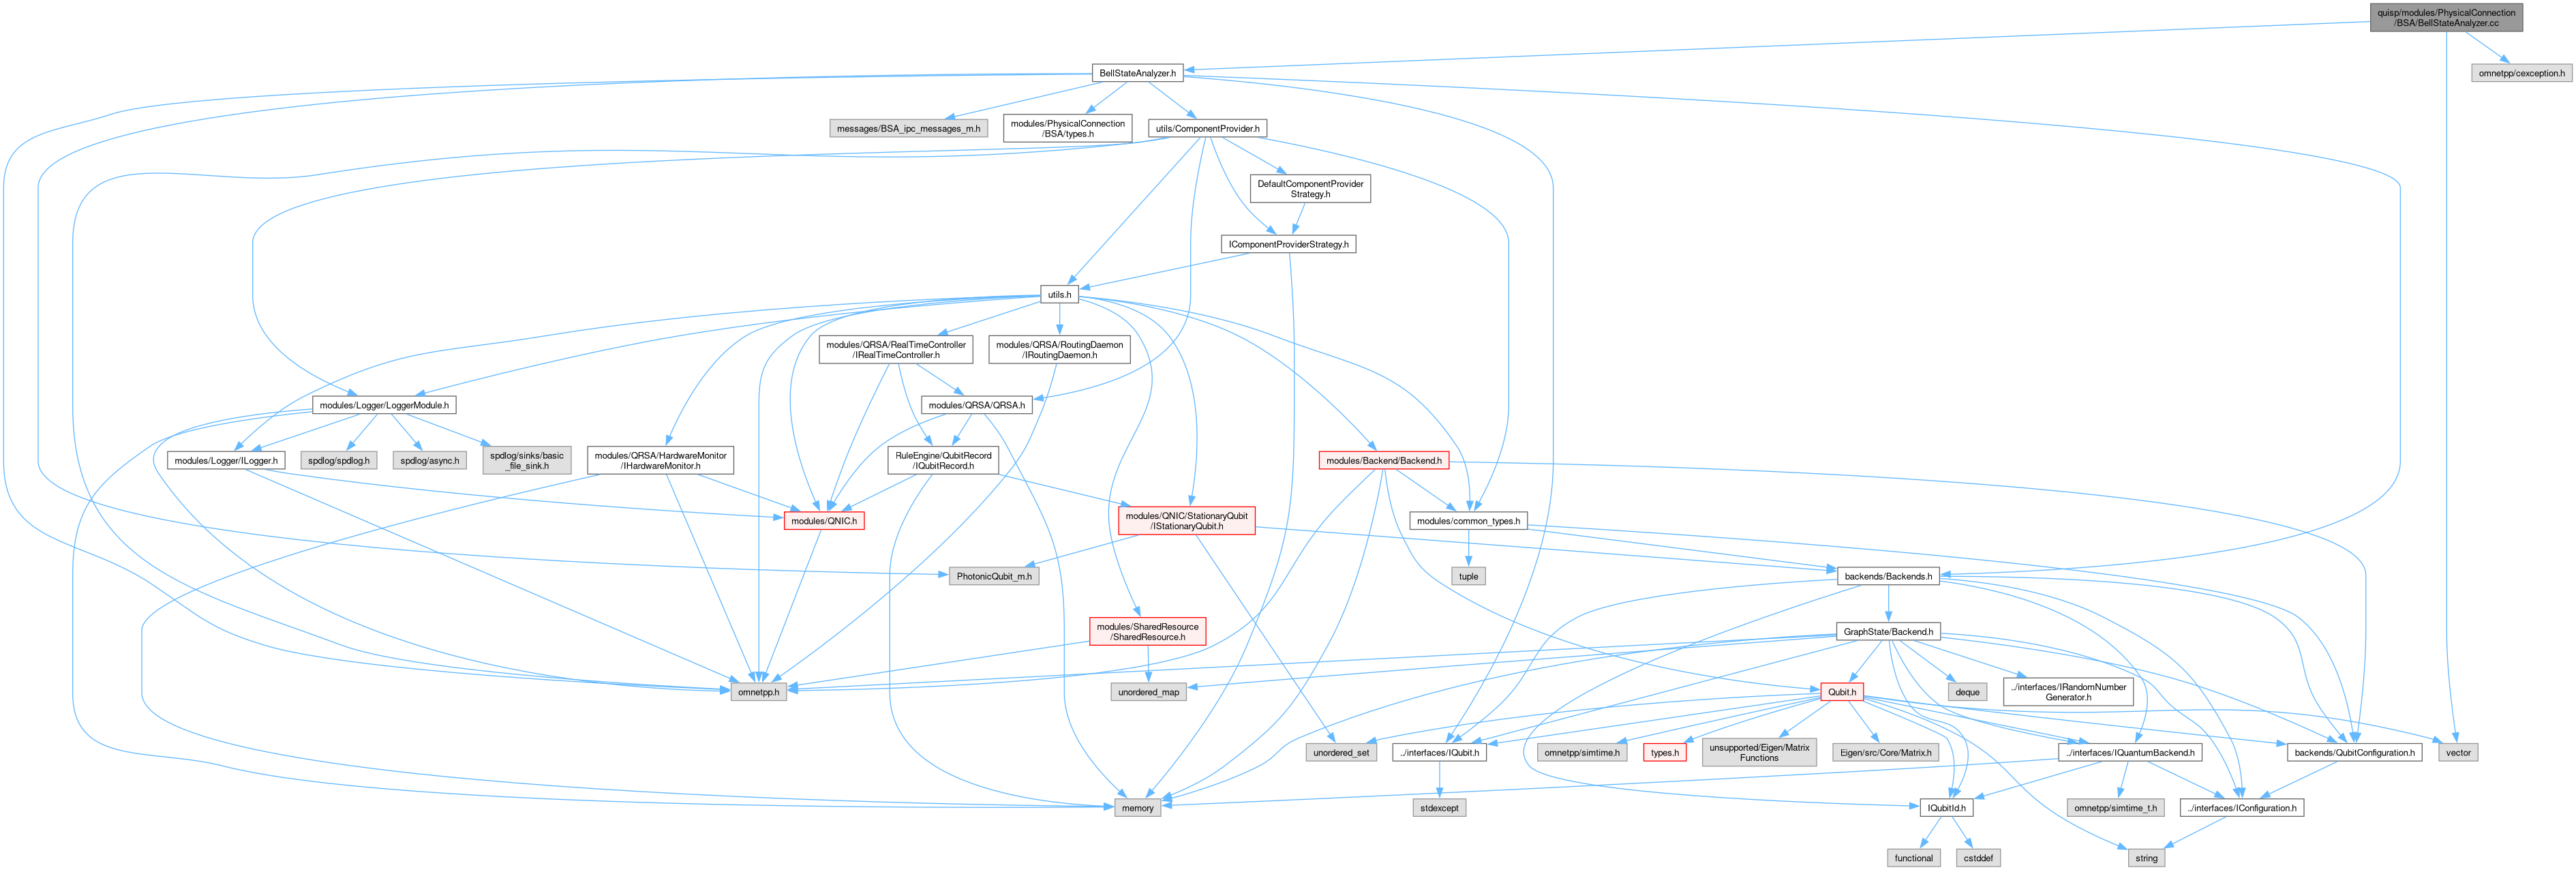 quisp/modules/PhysicalConnection
/BSA/BellStateAnalyzer.cc
BellStateAnalyzer.h
omnetpp/cexception.h
messages/BSA_ipc_messages_m.h
modules/PhysicalConnection
/BSA/types.h
utils/ComponentProvider.h
DefaultComponentProvider
Strategy.h
IComponentProviderStrategy.h
utils.h
modules/QRSA/RealTimeController
/IRealTimeController.h
modules/QRSA/RoutingDaemon
/IRoutingDaemon.h
modules/Logger/LoggerModule.h
modules/QRSA/QRSA.h
modules/Logger/ILogger.h
spdlog/spdlog.h
spdlog/async.h
spdlog/sinks/basic
_file_sink.h
modules/QRSA/HardwareMonitor
/IHardwareMonitor.h
RuleEngine/QubitRecord
/IQubitRecord.h
modules/Backend/Backend.h
modules/QNIC.h
modules/QNIC/StationaryQubit
/IStationaryQubit.h
modules/common_types.h
PhotonicQubit_m.h
tuple
backends/Backends.h
modules/SharedResource
/SharedResource.h
GraphState/Backend.h
omnetpp.h
unordered_map
Qubit.h
deque
../interfaces/IRandomNumber
Generator.h
unordered_set
../interfaces/IQubit.h
omnetpp/simtime.h
types.h
unsupported/Eigen/Matrix
Functions
Eigen/src/Core/Matrix.h
../interfaces/IQuantumBackend.h
backends/QubitConfiguration.h
vector
memory
stdexcept
IQubitId.h
omnetpp/simtime_t.h
../interfaces/IConfiguration.h
functional
cstddef
string